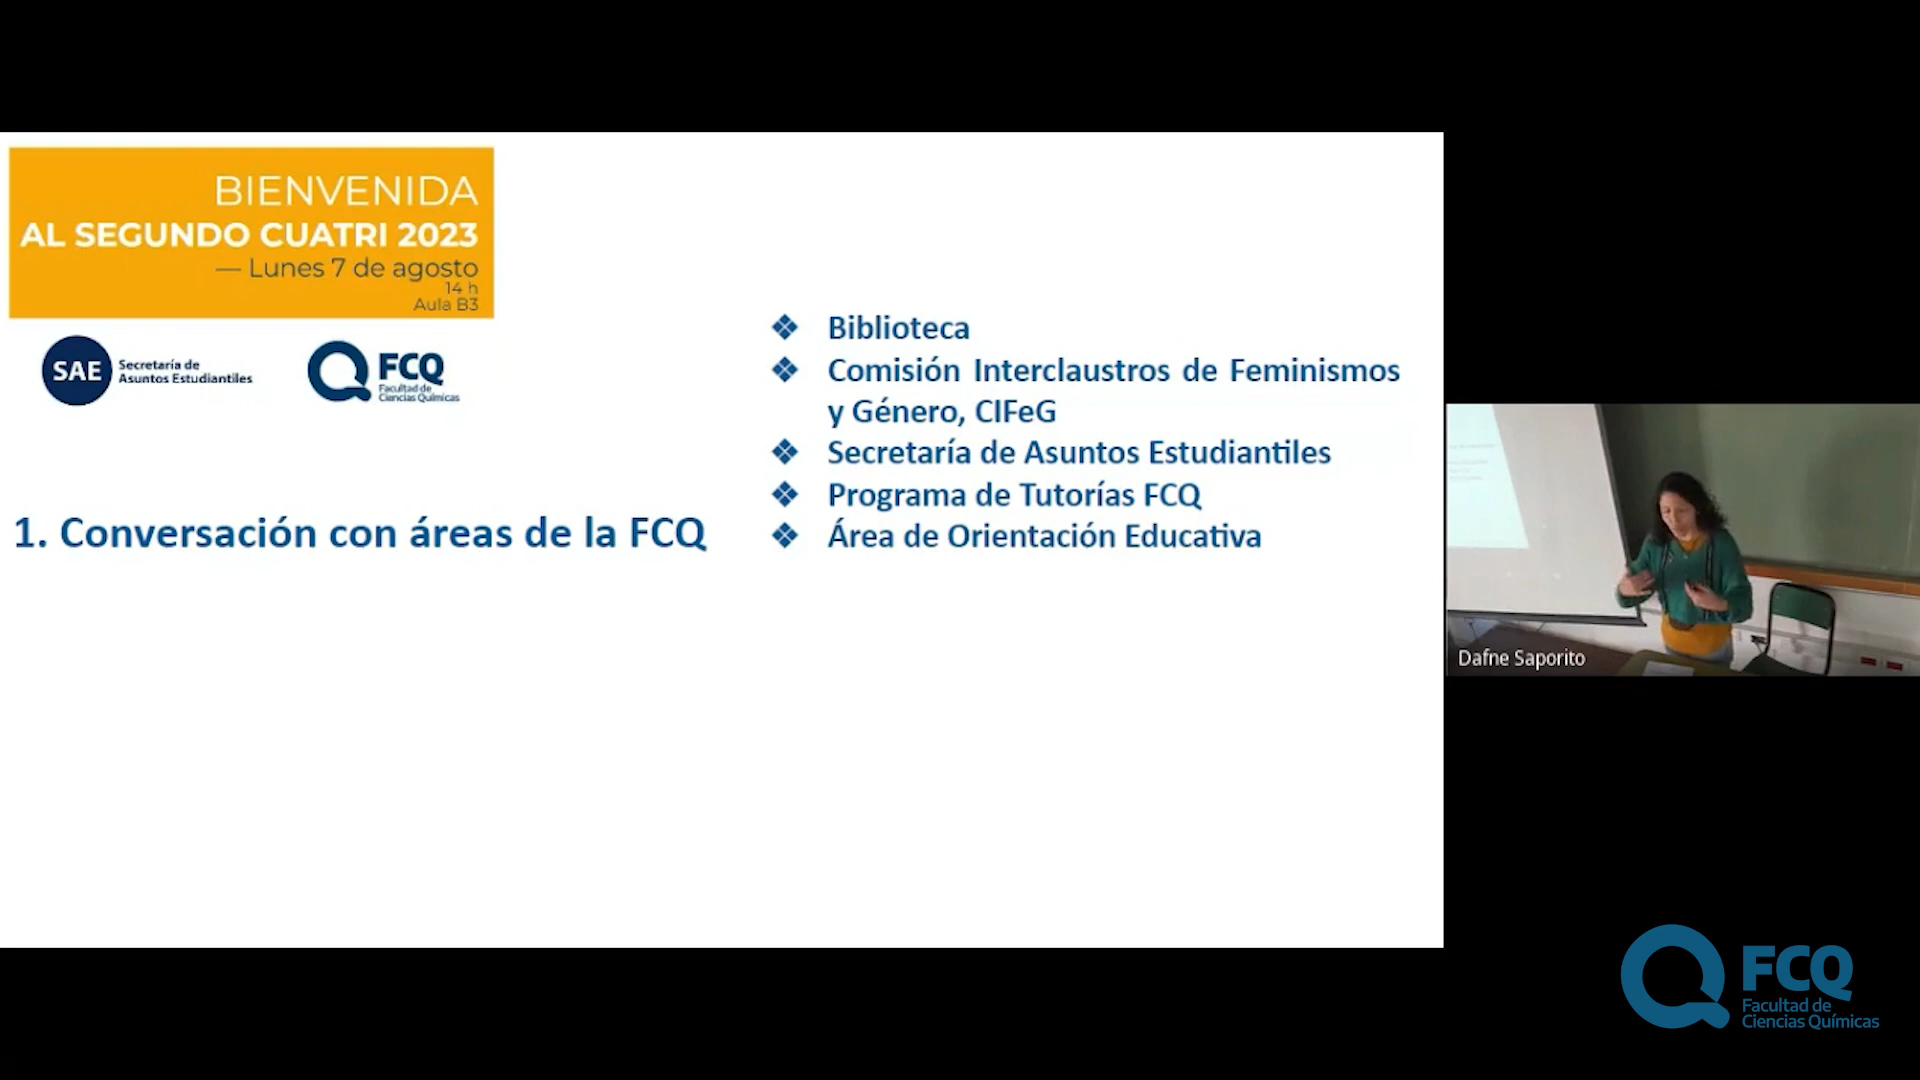 BIENVENIDA
AL SEGUNDO CUATRI 2023
— Lunes 7 de agosto
14 h
Aula B3
SAE
Secretaría de
Asuntos Estudiantiles
FCQ
Facultad de
Ciencias Químicas
1. Conversación con áreas de la FCQ
❖ Biblioteca
❖ Comisión Interclaustros de Feminismos
y Género, CIFeG
❖ Secretaría de Asuntos Estudiantiles
❖ Programa de Tutorías FCQ
❖ Área de Orientación Educativa
Dafne Saporito
FCQ
Facultad de
Ciencias Químicas